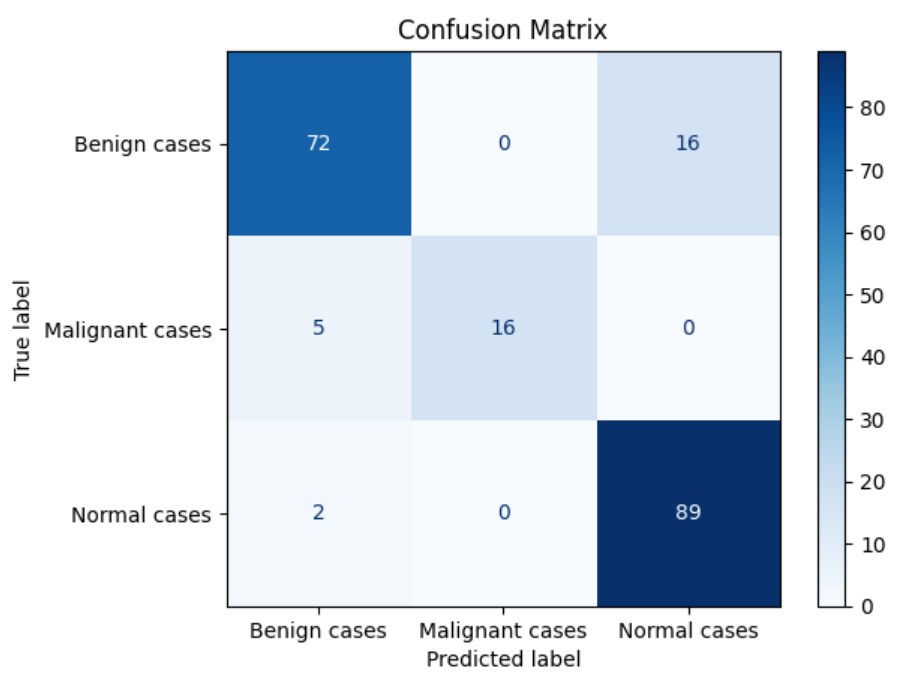 Confusion Matrix
Benign cases 72 0 16
Malignant cases 5 16 0
Normal cases 2 0 89
Benign cases Malignant cases Normal cases
Predicted label
True label
80
70
60
50
40
30
20
10
0